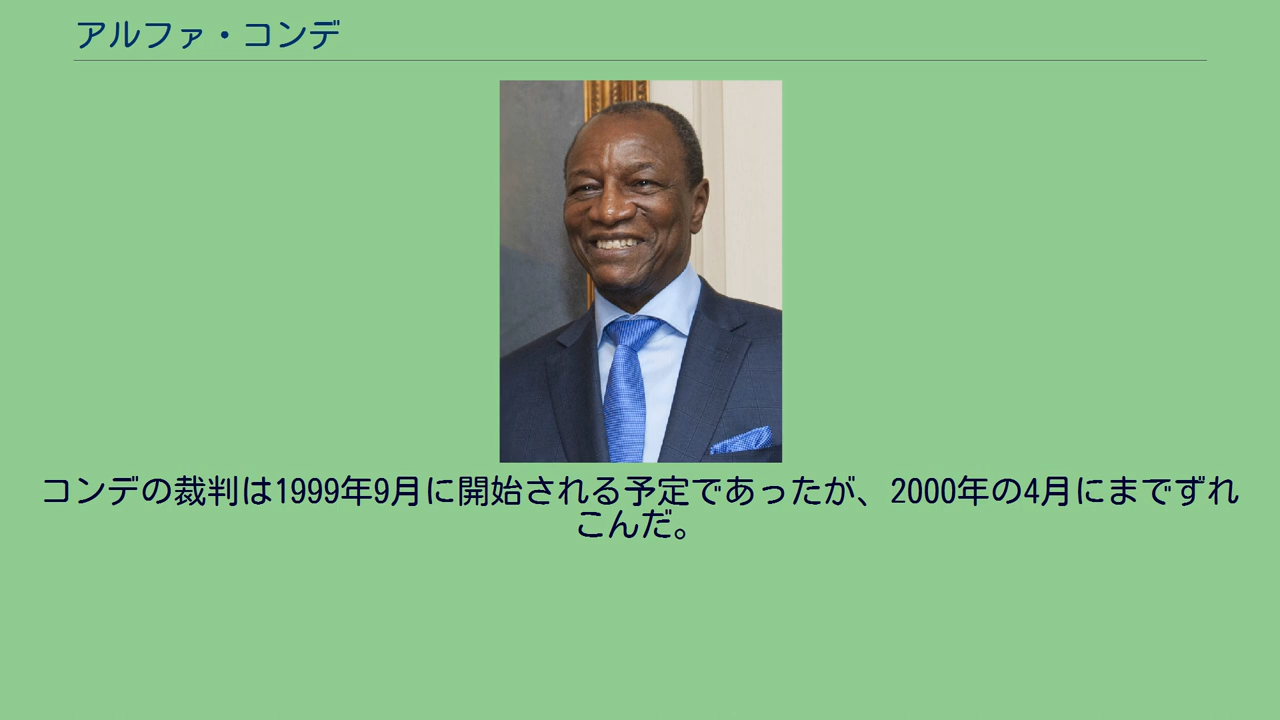 アルファ・コンデ
コンデの裁判は1999年9月に開始される予定であったが、2000年の4月にまでずれ
こんだ。